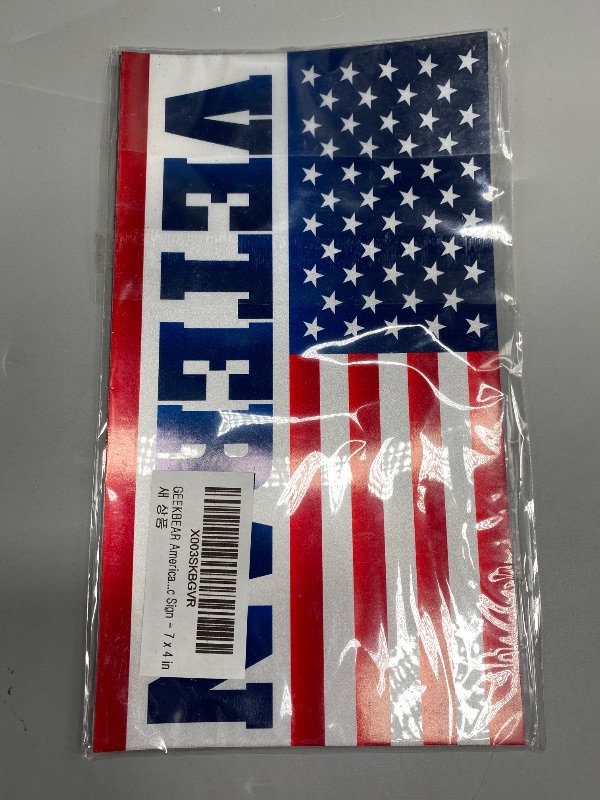 VETERAN
X003SKBGVR
GEEKBEAR America...c Sign - 7 x 4 in
새 상품